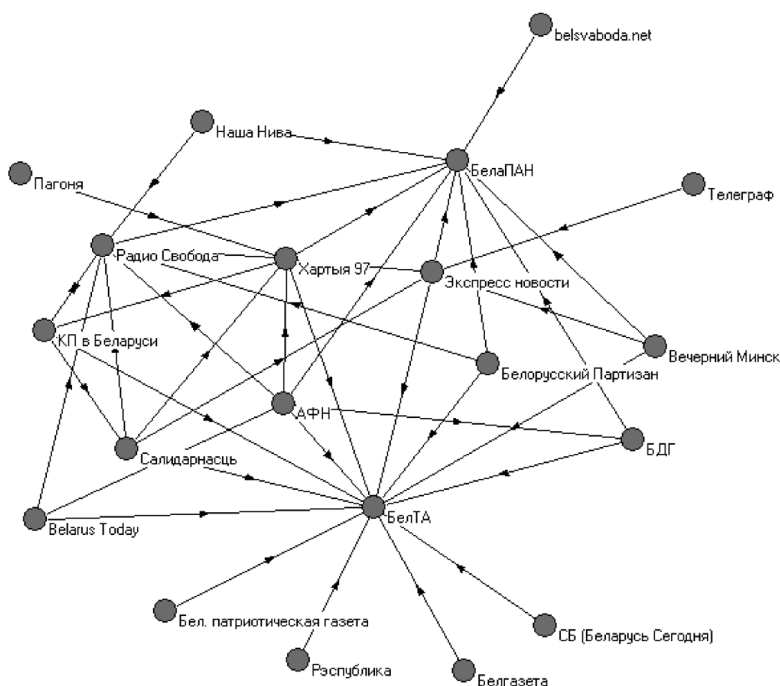 belsvaboda.net
Наша Нива
БелаПАН
Пагоня
Телеграф
Радио Свобода
Хартыя 97
Экспресс новости
КП в Беларуси
Вечерний Минск
Белорусский Партизан
АФН
БДГ
Салидарнасць
БелТА
Belarus Today
Бел. патриотическая газета
СБ (Беларусь Сегодня)
Рэспублика
Белгазета